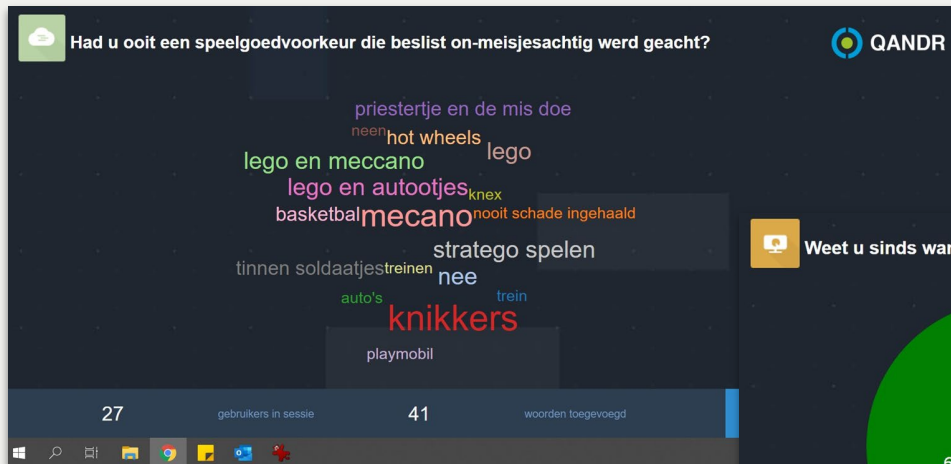 Had u ooit een speelgoedvoorkeur die beslist on-meisjesachtig werd geacht?
QANDR
priestertje en de mis doe
neen
hot wheels
lego
lego en meccano
lego en autootjes
knex
basketbal
mecano
nooit schade ingehaald
stratego spelen
tinnen soldaatjes
treinen
nee
auto's
trein
knikkers
playmobil
Weet u sinds
27 gebruikers in sessie 41 woorden toegevoegd